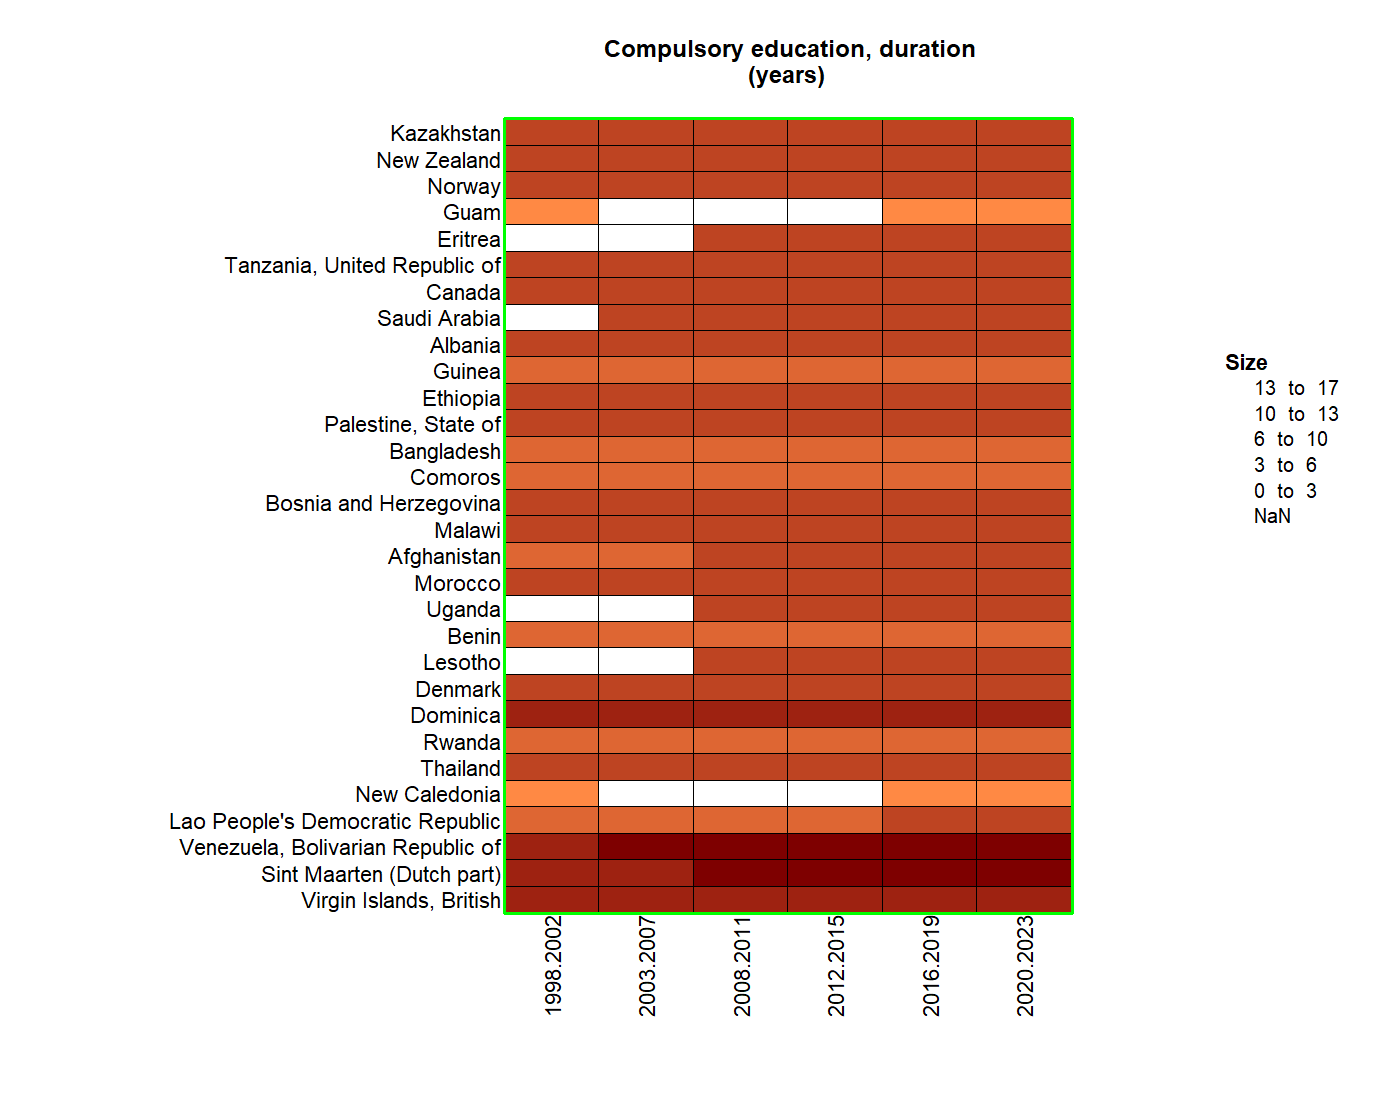 Compulsory education, duration
(years)
Kazakhstan
New Zealand
Norway
Guam
Eritrea
Tanzania, United Republic of
Canada
Saudi Arabia
Albania
Guinea
Ethiopia
Palestine, State of
Bangladesh
Comoros
Bosnia and Herzegovina
Malawi
Afghanistan
Morocco
Uganda
Benin
Lesotho
Denmark
Dominica
Rwanda
Thailand
New Caledonia
Lao People's Democratic Republic
Venezuela, Bolivarian Republic of
Sint Maarten (Dutch part)
Virgin Islands, British
1998.2002
2003.2007
2008.2011
2012.2015
2016.2019
2020.2023
Size
13 to 17
10 to 13
6 to 10
3 to 6
0 to 3
NaN